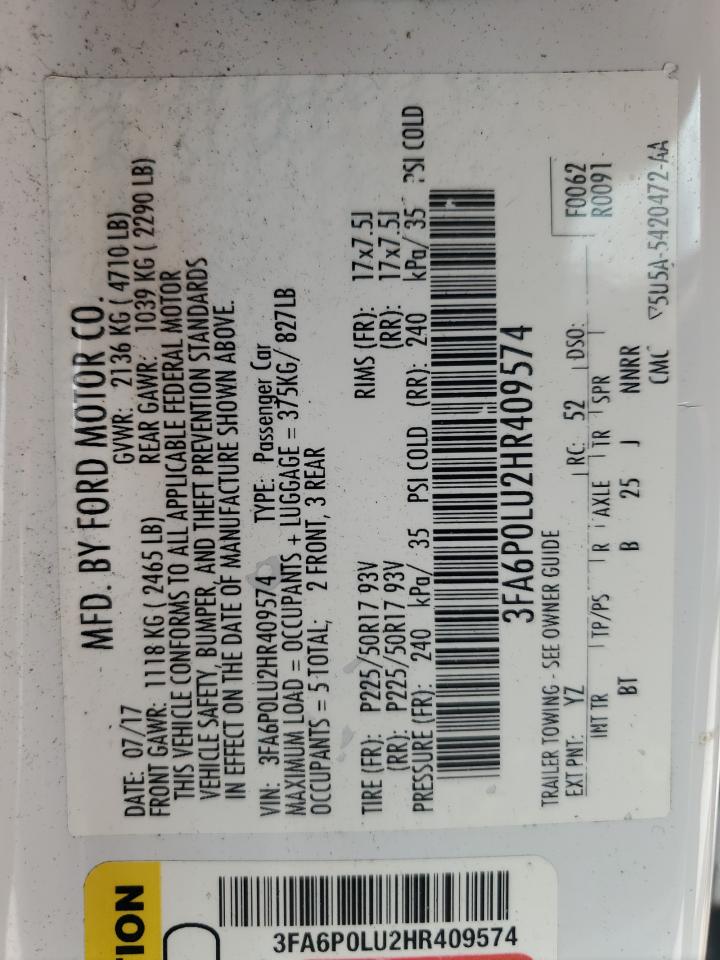 MFD. BY FORD MOTOR CO.
DATE: 07/17 GVWR: 2136 KG ( 4710 LB)
FRONT GAWR: 1118 KG ( 2465 LB) REAR GAWR: 1039 KG ( 2290 LB)
THIS VEHICLE CONFORMS TO ALL APPLICABLE FEDERAL MOTOR
VEHICLE SAFETY, BUMPER, AND THEFT PREVENTION STANDARDS
IN EFFECT ON THE DATE OF MANUFACTURE SHOWN ABOVE.
VIN: 3FA6P0LU2HR409574 TYPE: Passenger Car
MAXIMUM LOAD = OCCUPANTS + LUGGAGE = 375KG/ 827LB
OCCUPANTS = 5 TOTAL; 2 FRONT, 3 REAR
TIRE (FR): P225/50R17 93V RIMS (FR): 17x7.5J
(RR): P225/50R17 93V (RR): 17x7.5J
PRESSURE (FR): 240 kPa/ 35 PSI COLD (RR): 240 kPa/ 35 PSI COLD
3FA6P0LU2HR409574
F0062
R0091
TRAILER TOWING - SEE OWNER GUIDE
EXT PNT: YZ RC: 52 DSO:
INT TR TP/PS R AXLE TR SPR
BT B 25 J NNRR
CMC 5U5A-5420472-AA
TION
3FA6P0LU2HR409574